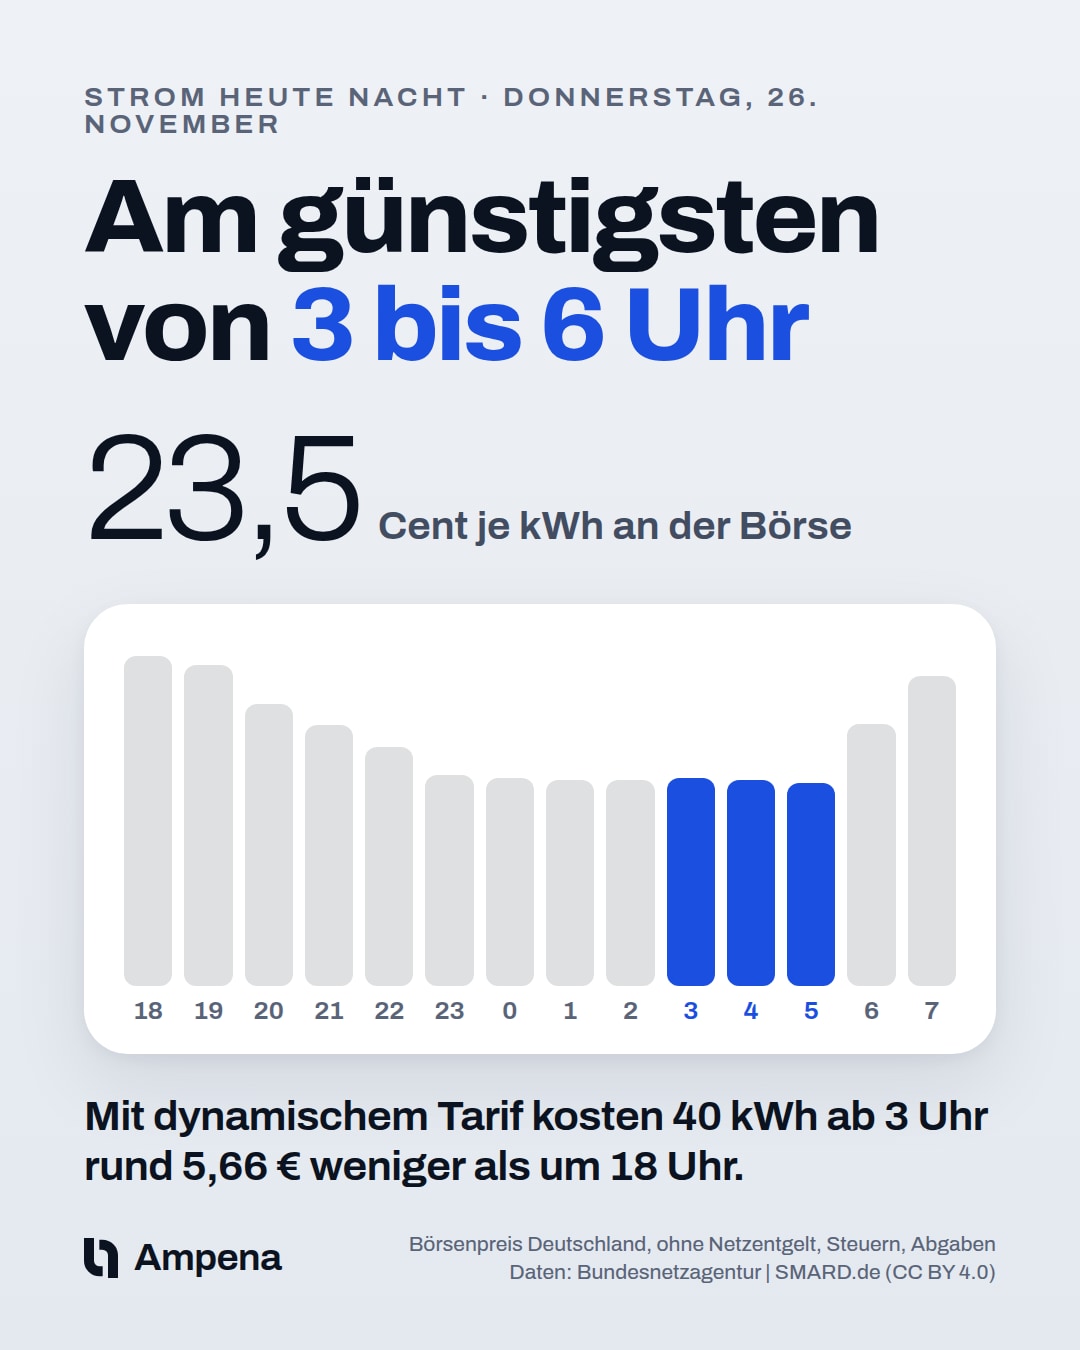 STROM HEUTE NACHT · DONNERSTAG, 26.
NOVEMBER
Am günstigsten
von 3 bis 6 Uhr
23,5 Cent je kWh an der Börse
18 19 20 21 22 23 0 1 2 3 4 5 6 7
Mit dynamischem Tarif kosten 40 kWh ab 3 Uhr
rund 5,66 € weniger als um 18 Uhr.
Ampena
Börsenpreis Deutschland, ohne Netzentgelt, Steuern, Abgaben
Daten: Bundesnetzagentur | SMARD.de (CC BY 4.0)